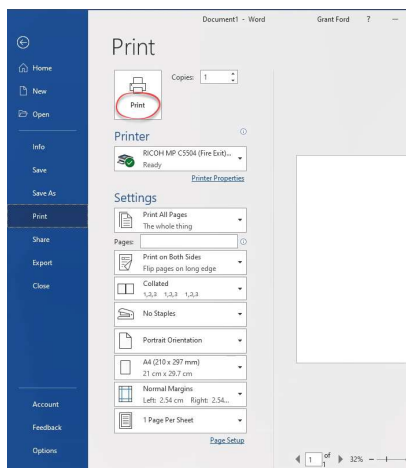 Document1 - Word
Grant Ford
?
Print
Home
New
Open
Info
Save
Save As
Print
Share
Export
Close
Account
Feedback
Options
Print
Copies: 1
Printer
RICOH MP C5504 (Fire Exit)...
Ready
Printer Properties
Settings
Print All Pages
The whole thing
Pages:
Print on Both Sides
Flip pages on long edge
Collated
1,2,3 1,2,3 1,2,3
No Staples
Portrait Orientation
A4 (210 x 297 mm)
21 cm x 29.7 cm
Normal Margins
Left: 2.54 cm Right: 2.54...
1 Page Per Sheet
Page Setup
1 of 1
32%